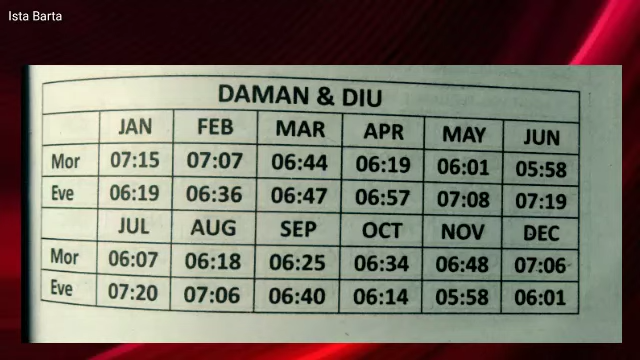 Ista Barta
DAMAN & DIU
JAN FEB MAR APR MAY JUN
Mor 07:15 07:07 06:44 06:19 06:01 05:58
Eve 06:19 06:36 06:47 06:57 07:08 07:19
JUL AUG SEP OCT NOV DEC
Mor 06:07 06:18 06:25 06:34 06:48 07:06
Eve 07:20 07:06 06:40 06:14 05:58 06:01